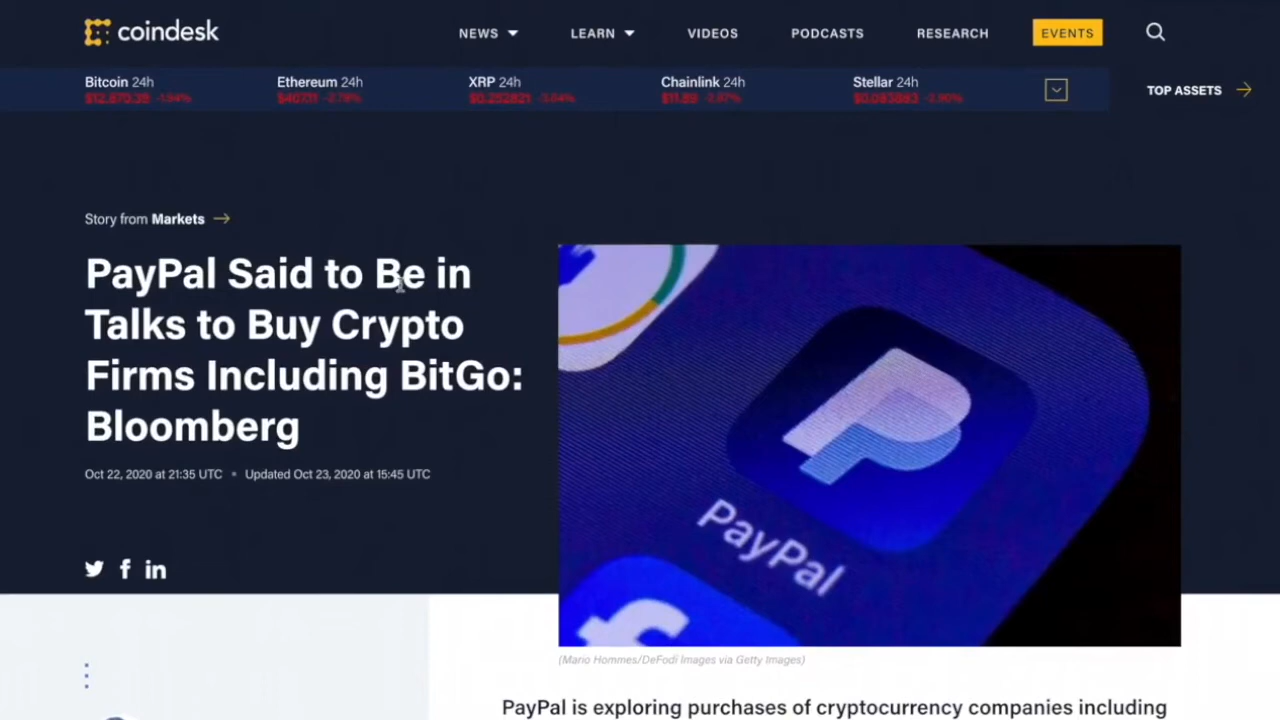 coindesk
NEWS
LEARN
VIDEOS
PODCASTS
RESEARCH
EVENTS
Bitcoin 24h
Ethereum 24h
XRP 24h
Chainlink 24h
Stellar 24h
TOP ASSETS
Story from Markets
PayPal Said to Be in
Talks to Buy Crypto
Firms Including BitGo:
Bloomberg
Oct 22, 2020 at 21:35 UTC • Updated Oct 23, 2020 at 15:45 UTC
PayPal
(Mario Hommes/DeFodi Images via Getty Images)
PayPal is exploring purchases of cryptocurrency companies including